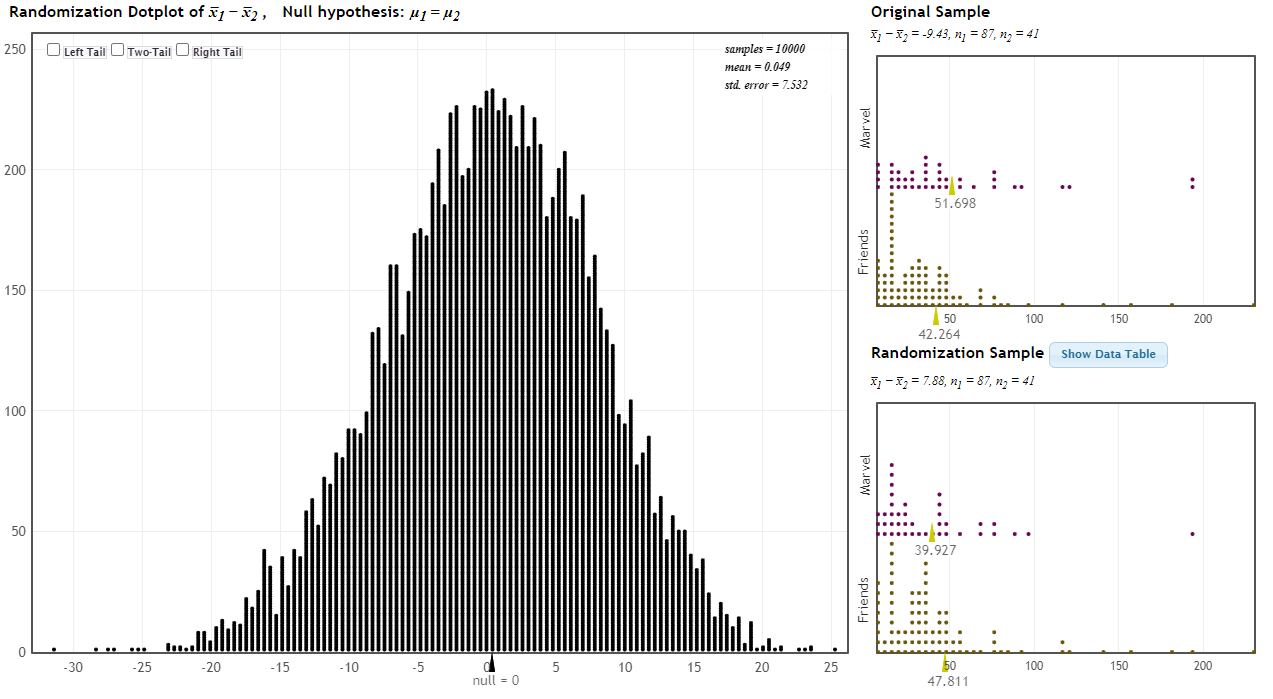 Randomization Dotplot of x̄1 − x̄2 , Null hypothesis: μ1 = μ2
Left Tail Two-Tail Right Tail
samples = 10000
mean = 0.049
std. error = 7.532
250
200
150
100
50
0
-30 -25 -20 -15 -10 -5 0 5 10 15 20 25
null = 0
Original Sample
x̄1 − x̄2 = -9.43, n1 = 87, n2 = 41
Marvel
51.698
Friends
50 100 150 200
42.264
Randomization Sample Show Data Table
x̄1 − x̄2 = 7.88, n1 = 87, n2 = 41
Marvel
39.927
Friends
50 100 150 200
47.811